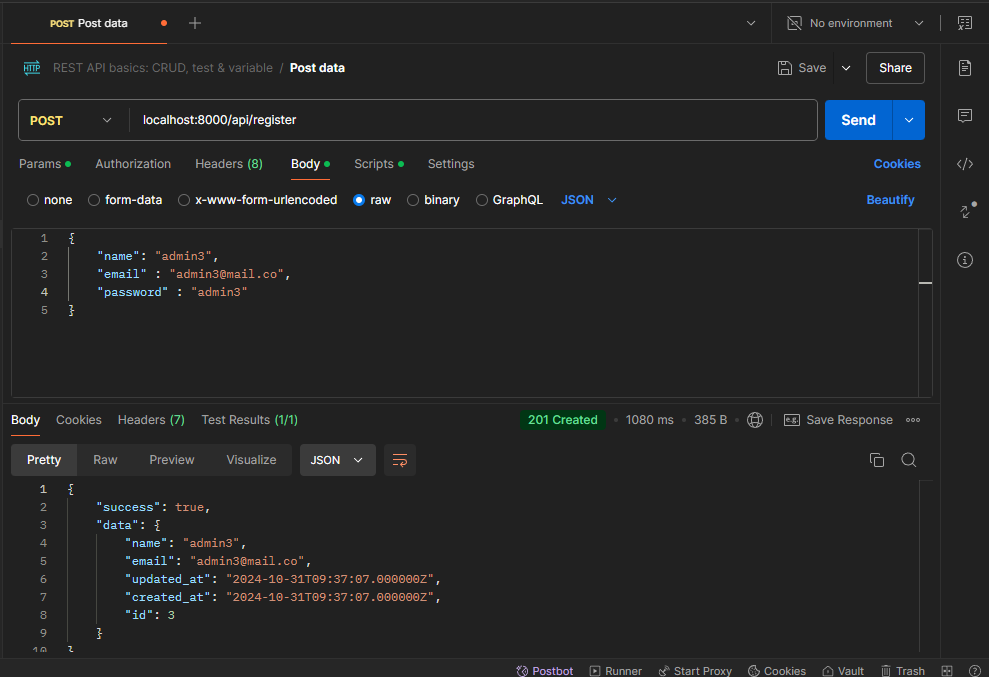 POST Post data
No environment
HTTP REST API basics: CRUD, test & variable / Post data
Save
Share
POST
localhost:8000/api/register
Send
Params
Authorization
Headers (8)
Body
Scripts
Settings
Cookies
none
form-data
x-www-form-urlencoded
raw
binary
GraphQL
JSON
Beautify
1 {
2 "name": "admin3",
3 "email" : "admin3@mail.co",
4 "password" : "admin3"
5 }
Body
Cookies
Headers (7)
Test Results (1/1)
201 Created
1080 ms
385 B
e.g. Save Response
Pretty
Raw
Preview
Visualize
JSON
1 {
2 "success": true,
3 "data": {
4 "name": "admin3",
5 "email": "admin3@mail.co",
6 "updated_at": "2024-10-31T09:37:07.000000Z",
7 "created_at": "2024-10-31T09:37:07.000000Z",
8 "id": 3
9 }
10 }
Postbot
Runner
Start Proxy
Cookies
Vault
Trash